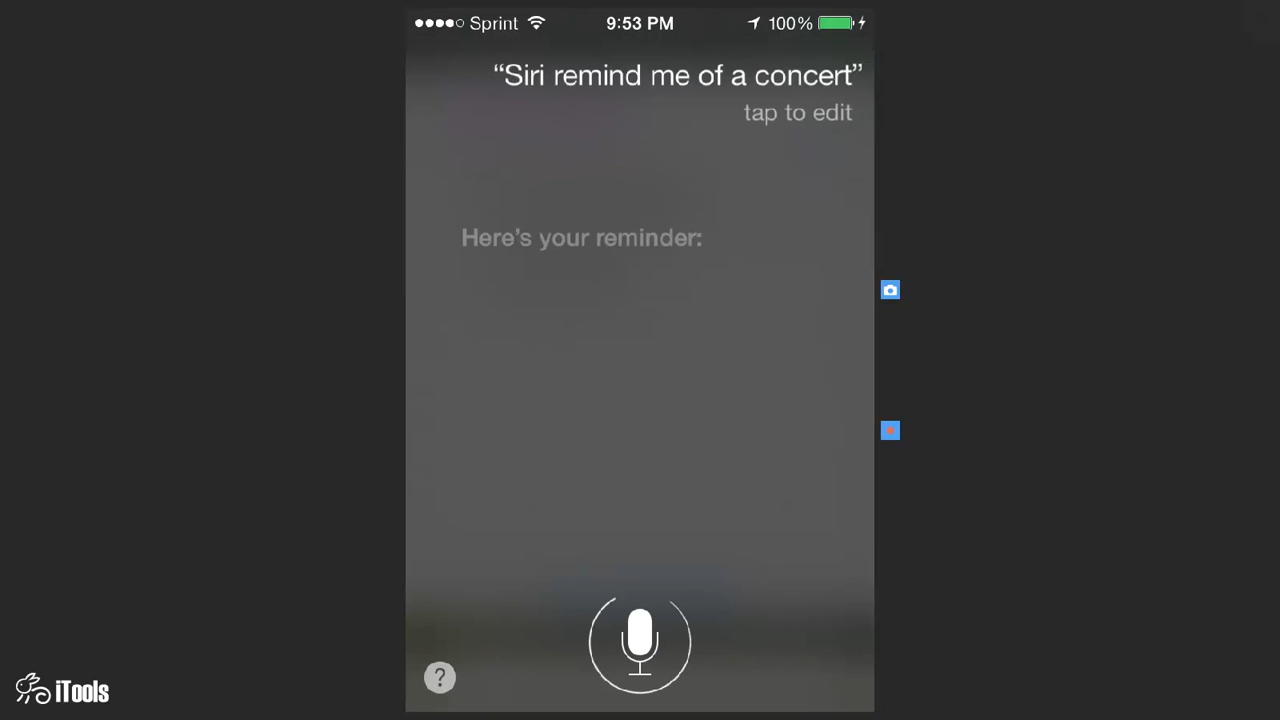 Sprint 9:53 PM 100%
“Siri remind me of a concert”
tap to edit
Here’s your reminder:
?
iTools